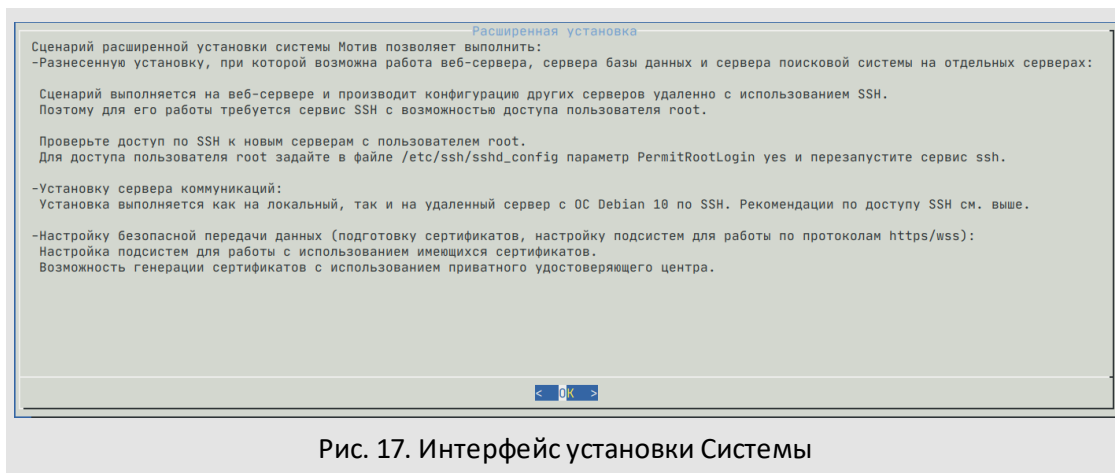 Расширенная установка
Сценарий расширенной установки системы Мотив позволяет выполнить:
-Разнесенную установку, при которой возможна работа веб-сервера, сервера базы данных и сервера поисковой системы на отдельных серверах:
Сценарий выполняется на веб-сервере и производит конфигурацию других серверов удаленно с использованием SSH.
Поэтому для его работы требуется сервис SSH с возможностью доступа пользователя root.
Проверьте доступ по SSH к новым серверам с пользователем root.
Для доступа пользователя root задайте в файле /etc/ssh/sshd_config параметр PermitRootLogin yes и перезапустите сервис ssh.
-Установку сервера коммуникаций:
Установка выполняется как на локальный, так и на удаленный сервер с ОС Debian 10 по SSH. Рекомендации по доступу SSH см. выше.
-Настройку безопасной передачи данных (подготовку сертификатов, настройку подсистем для работы по протоколам https/wss):
Настройка подсистем для работы с использованием имеющихся сертификатов.
Возможность генерации сертификатов с использованием приватного удостоверяющего центра.
< OK >
Рис. 17. Интерфейс установки Системы